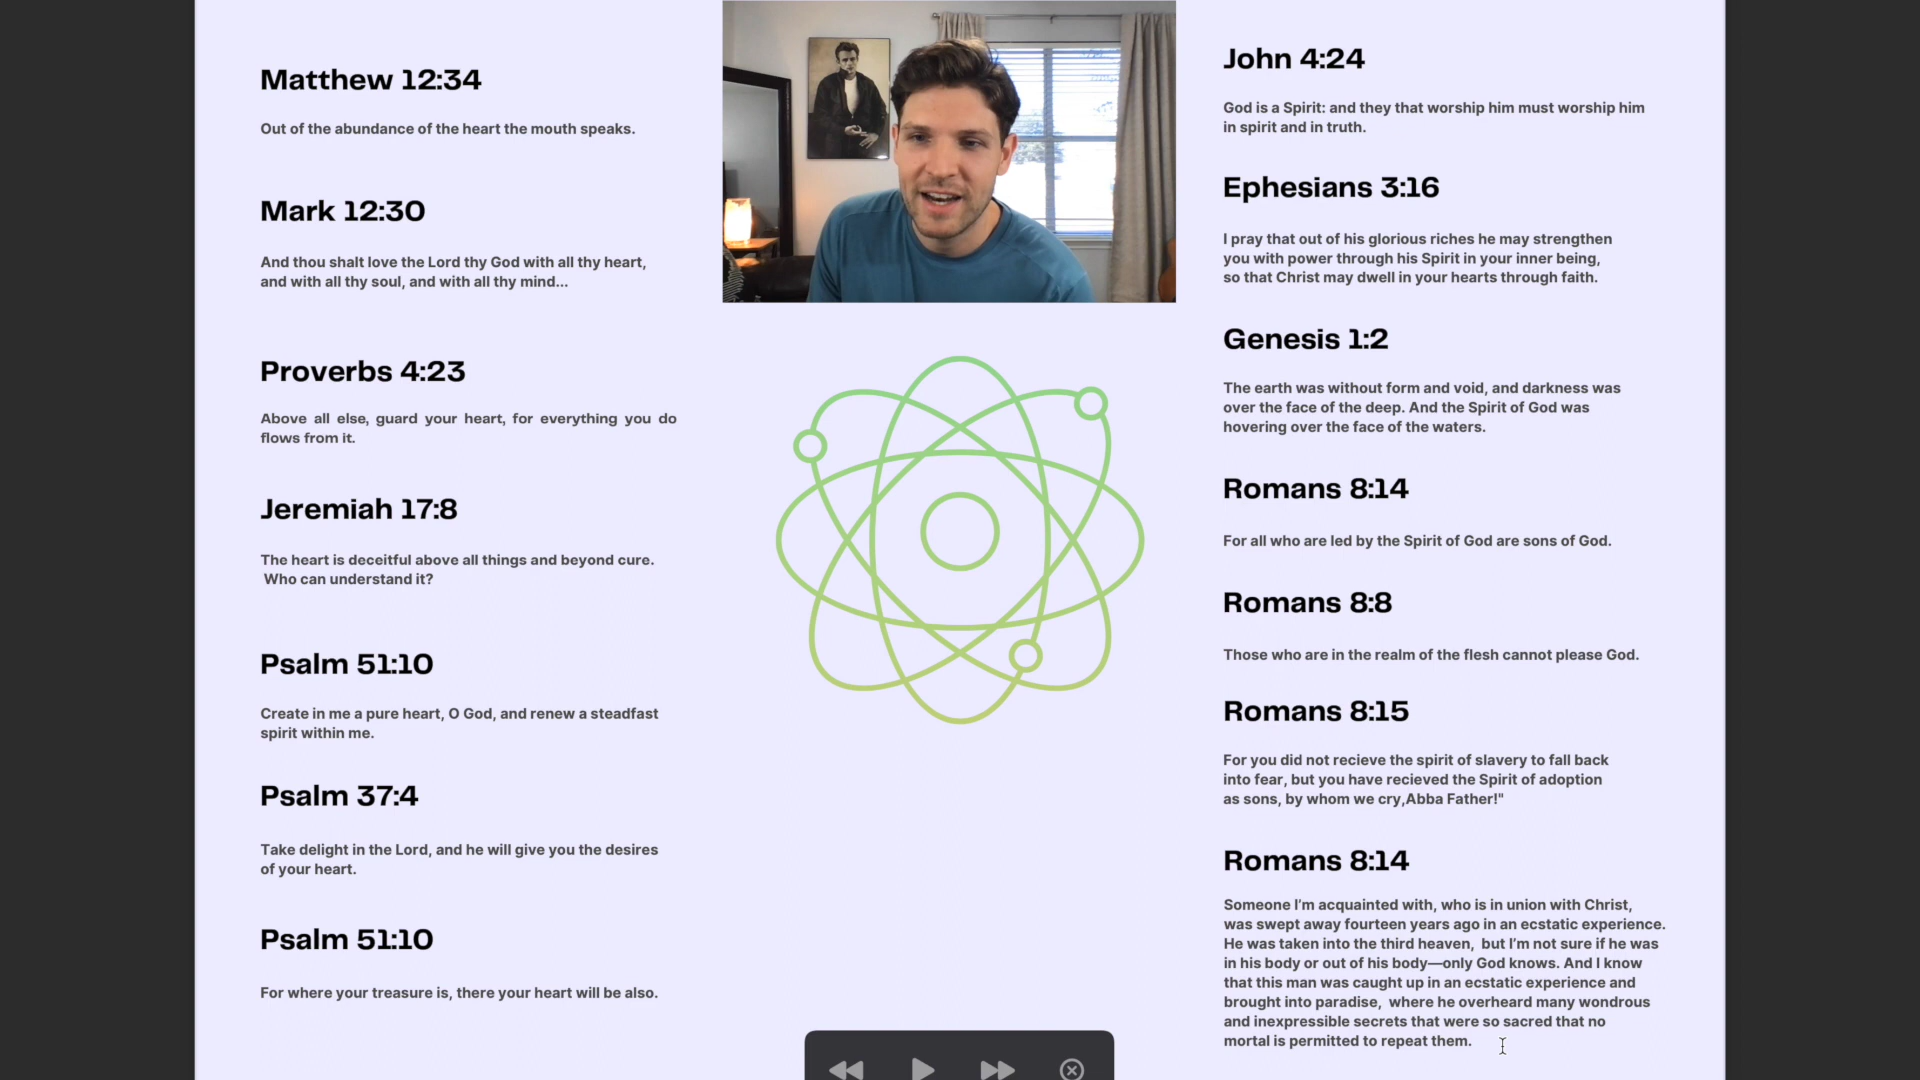 Matthew 12:34
Out of the abundance of the heart the mouth speaks.
Mark 12:30
And thou shalt love the Lord thy God with all thy heart,
and with all thy soul, and with all thy mind...
Proverbs 4:23
Above all else, guard your heart, for everything you do
flows from it.
Jeremiah 17:8
The heart is deceitful above all things and beyond cure.
Who can understand it?
Psalm 51:10
Create in me a pure heart, O God, and renew a steadfast
spirit within me.
Psalm 37:4
Take delight in the Lord, and he will give you the desires
of your heart.
Psalm 51:10
For where your treasure is, there your heart will be also.
John 4:24
God is a Spirit: and they that worship him must worship him
in spirit and in truth.
Ephesians 3:16
I pray that out of his glorious riches he may strengthen
you with power through his Spirit in your inner being,
so that Christ may dwell in your hearts through faith.
Genesis 1:2
The earth was without form and void, and darkness was
over the face of the deep. And the Spirit of God was
hovering over the face of the waters.
Romans 8:14
For all who are led by the Spirit of God are sons of God.
Romans 8:8
Those who are in the realm of the flesh cannot please God.
Romans 8:15
For you did not recieve the spirit of slavery to fall back
into fear, but you have recieved the Spirit of adoption
as sons, by whom we cry,Abba Father!"
Romans 8:14
Someone I'm acquainted with, who is in union with Christ,
was swept away fourteen years ago in an ecstatic experience.
He was taken into the third heaven,  but I'm not sure if he was
in his body or out of his body—only God knows. And I know
that this man was caught up in an ecstatic experience and
brought into paradise,  where he overheard many wondrous
and inexpressible secrets that were so sacred that no
mortal is permitted to repeat them.